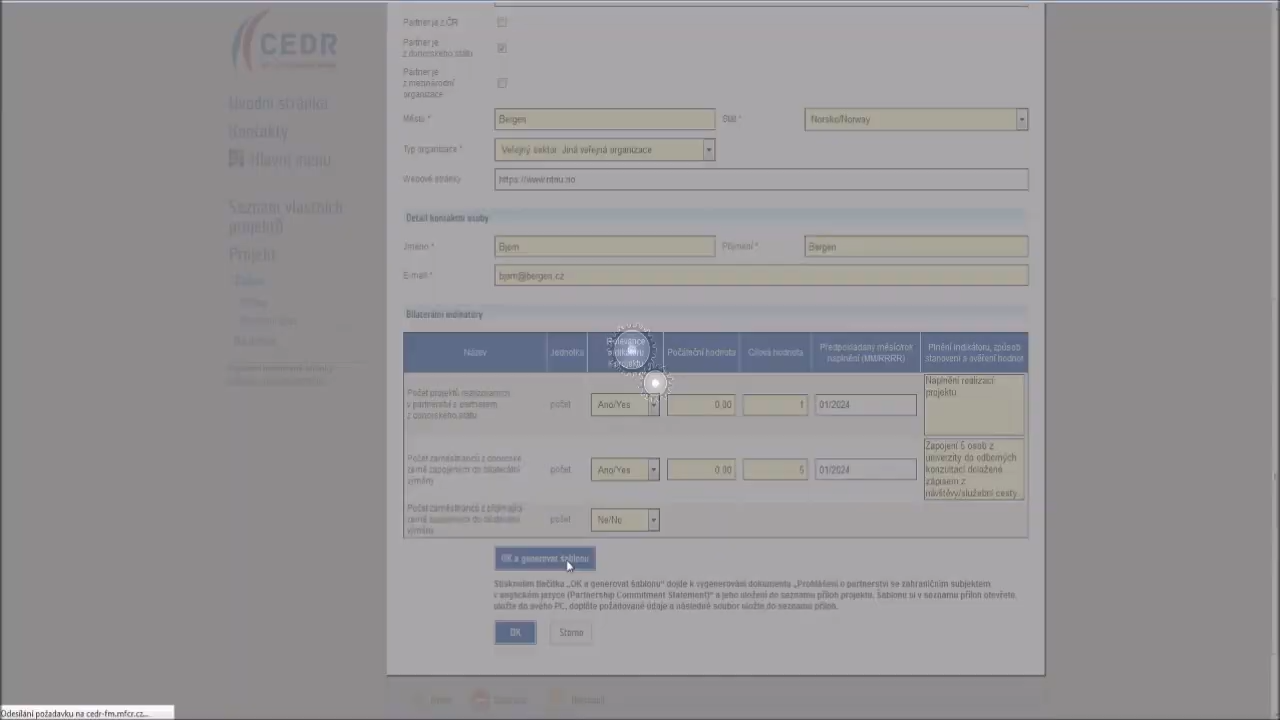 CEDR
Úvodní stránka
Kontakty
Hlavní menu
Seznam vlastních
projektů
Projekt
Partner je z ČR
Partner je
z donorského státu
Partner je
z mezinárodní
organizace
Město * Bergen Stát * Norsko/Norway
Typ organizace * Veřejný sektor: Jiná veřejná organizace
Webové stránky https://www.ntnu.no
Detail kontaktní osoby
Jméno * Bjorn Příjmení * Bergen
E-mail * bjorn@bergen.cz
Bilaterální indikátory
Název Jednotka Relevance indikátoru k projektu Počáteční hodnota Cílová hodnota Předpokládaný měsíc/rok naplnění (MM/RRRR) Plnění indikátoru, způsob stanovení a ověření hodnot
Počet projektů realizovaných v partnerství s partnerem z donorského státu počet Ano/Yes 0,00 1 01/2024 Naplnění realizací projektu
Počet zaměstnanců z donorské země zapojených do bilaterální výměny počet Ano/Yes 0,00 5 01/2024 Zapojení 5 osob z univerzity do odborných konzultací doložené zápisem z návštěvy/služební cesty
Počet zaměstnanců z přijímající země zapojených do bilaterální výměny počet Ne/No
OK a generovat šablonu
Stisknutím tlačítka „OK a generovat šablonu“ dojde k vygenerování dokumentu „Prohlášení o partnerství se zahraničním subjektem
v anglickém jazyce (Partnership Commitment Statement)“ a jeho uložení do seznamu příloh projektu. Šablonu si v seznamu příloh otevřete,
uložte do svého PC, doplňte požadované údaje a následně soubor uložte do seznamu příloh.
OK Storno
Odesílání požadavku na cedr-fm.mfcr.cz...